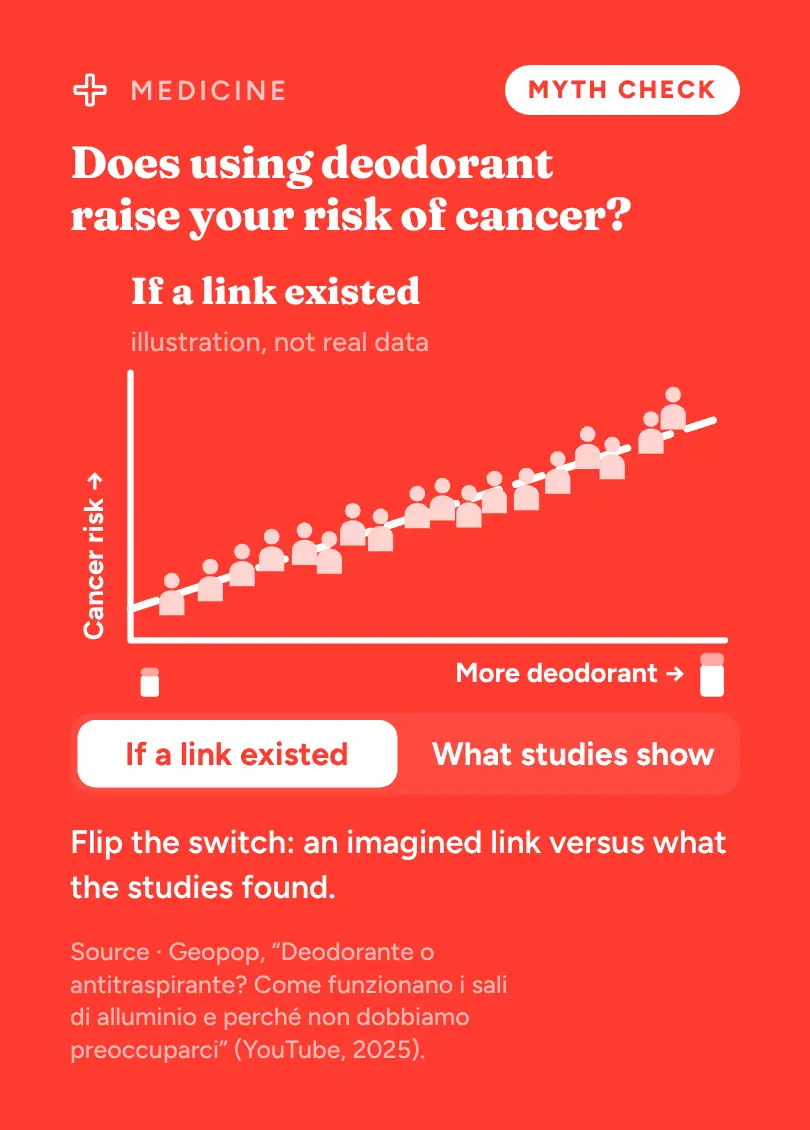 MEDICINE
MYTH CHECK
Does using deodorant
raise your risk of cancer?
If a link existed
illustration, not real data
Cancer risk →
More deodorant →
If a link existed
What studies show
Flip the switch: an imagined link versus what
the studies found.
Source · Geopop, “Deodorante o
antitraspirante? Come funzionano i sali
di alluminio e perché non dobbiamo
preoccuparci” (YouTube, 2025).